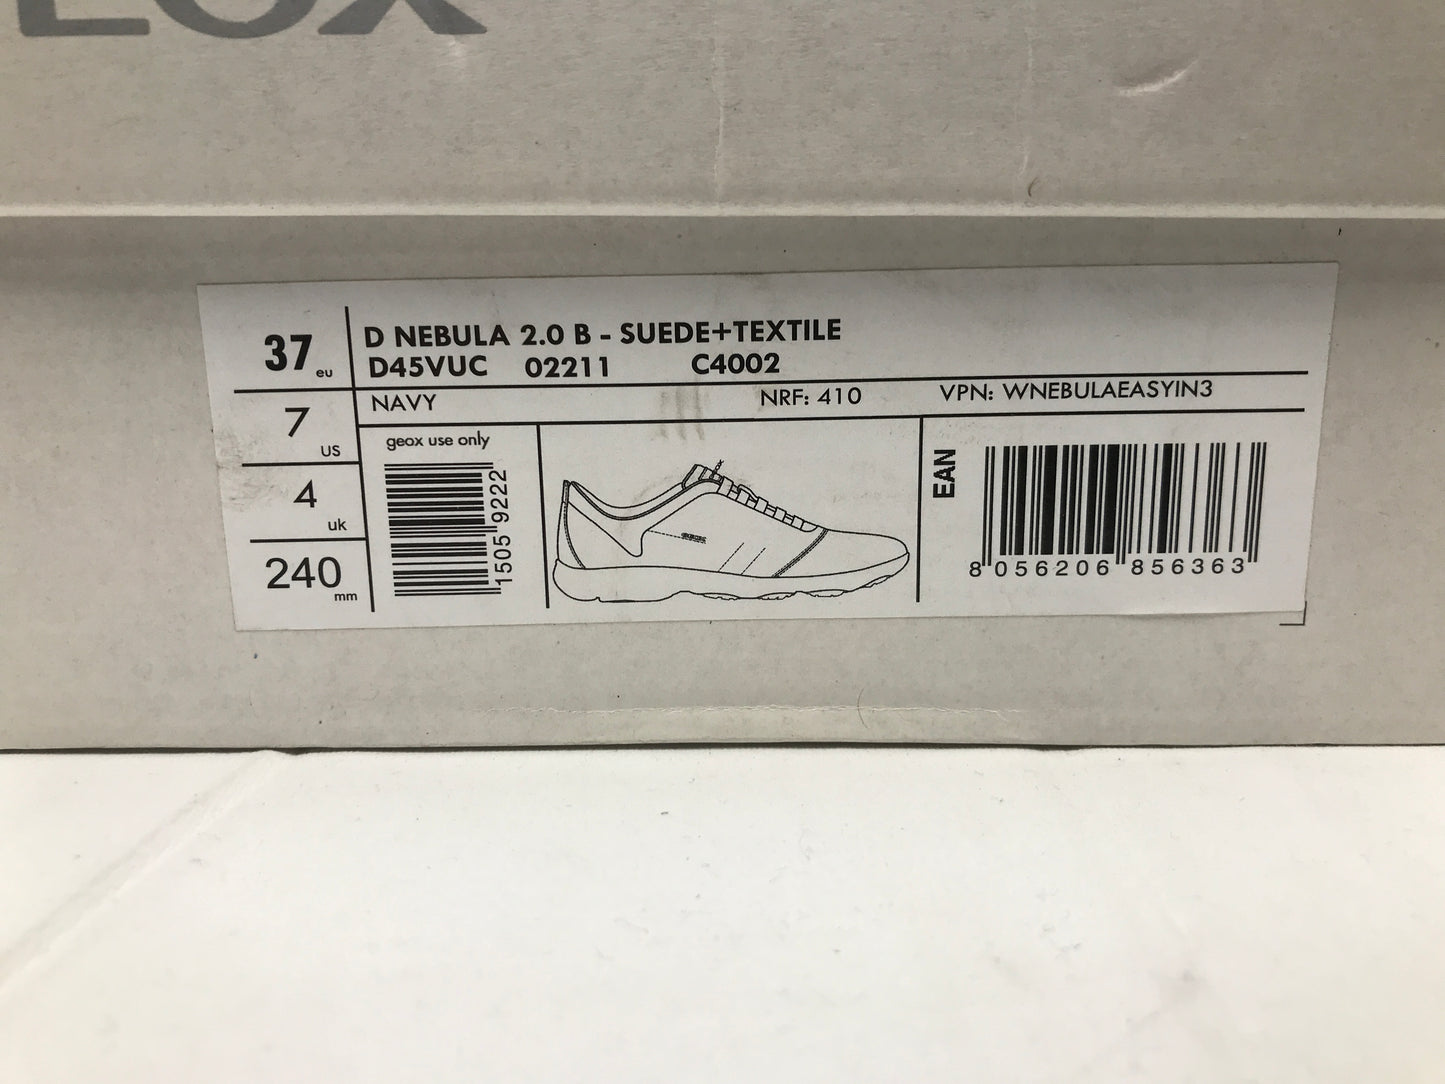 37 eu
7 US
4 uk
240 mm
D NEBULA 2.0 B - SUEDE+TEXTILE
D45VUC 02211 C4002
NAVY NRF: 410 VPN: WNEBULAEASYIN3
geox use only
1505 9222
EAN
8 056206 856363